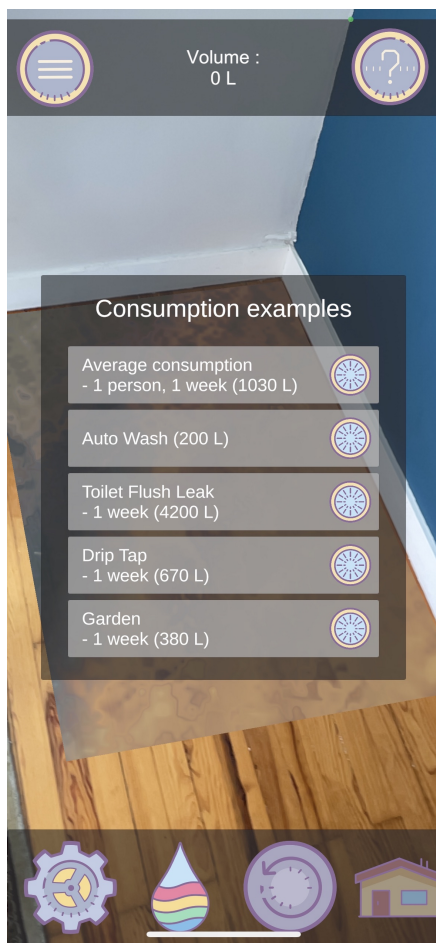 Volume :
0 L
?
Consumption examples
Average consumption
- 1 person, 1 week (1030 L)
Auto Wash (200 L)
Toilet Flush Leak
- 1 week (4200 L)
Drip Tap
- 1 week (670 L)
Garden
- 1 week (380 L)